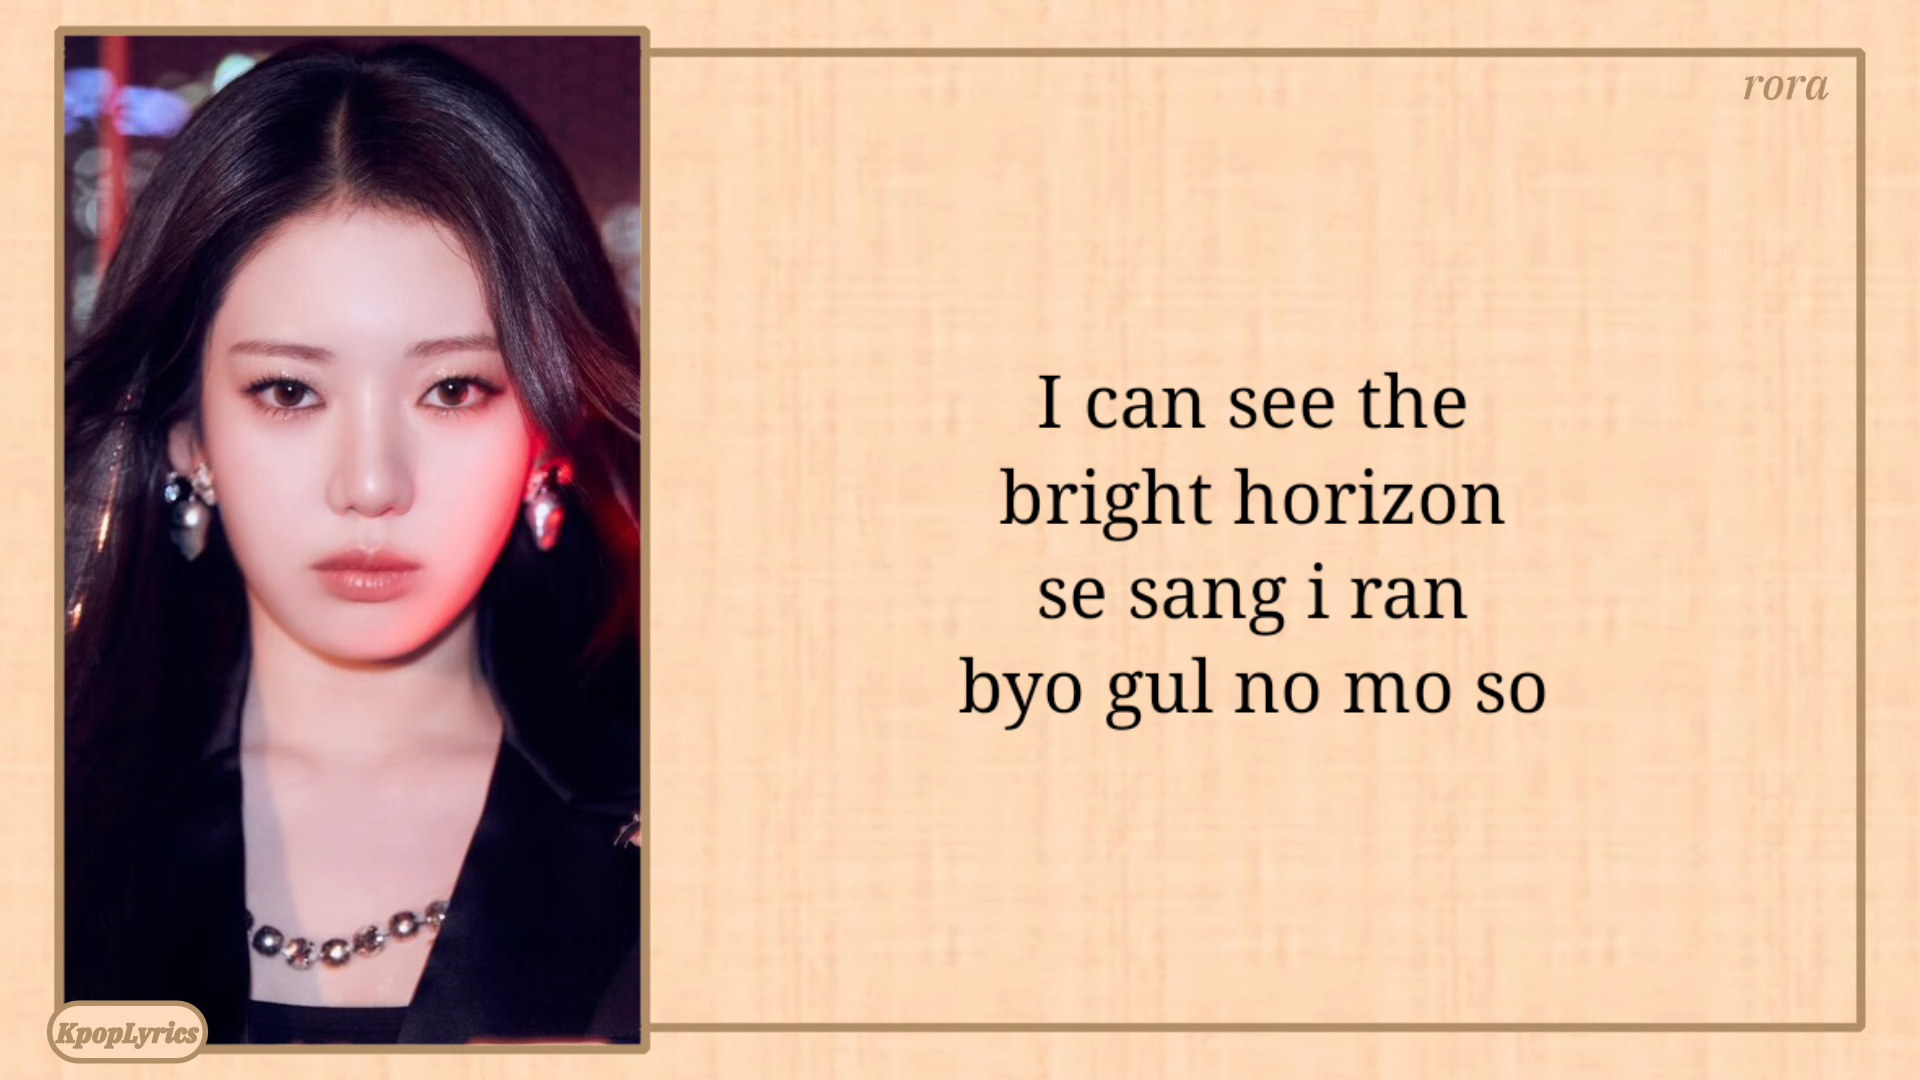 rora
I can see the
bright horizon
se sang i ran
byo gul no mo so
KpopLyrics